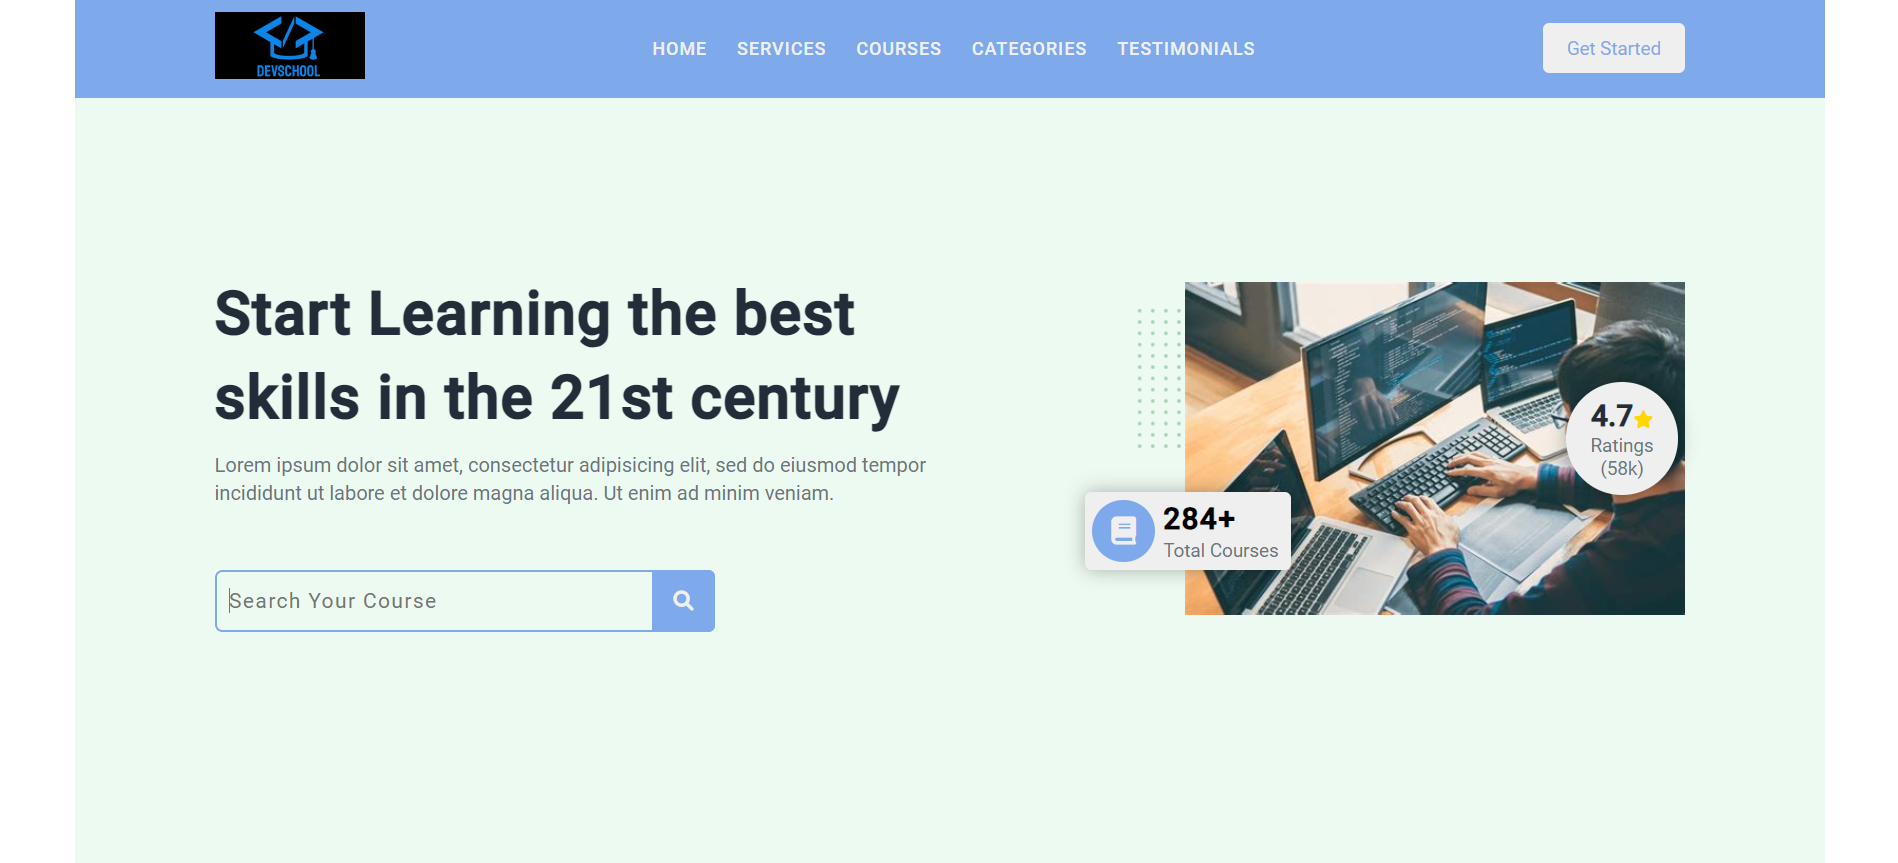 DEVSCHOOL
HOME SERVICES COURSES CATEGORIES TESTIMONIALS
Get Started
Start Learning the best
skills in the 21st century
Lorem ipsum dolor sit amet, consectetur adipisicing elit, sed do eiusmod tempor
incididunt ut labore et dolore magna aliqua. Ut enim ad minim veniam.
Search Your Course
4.7
Ratings
(58k)
284+
Total Courses